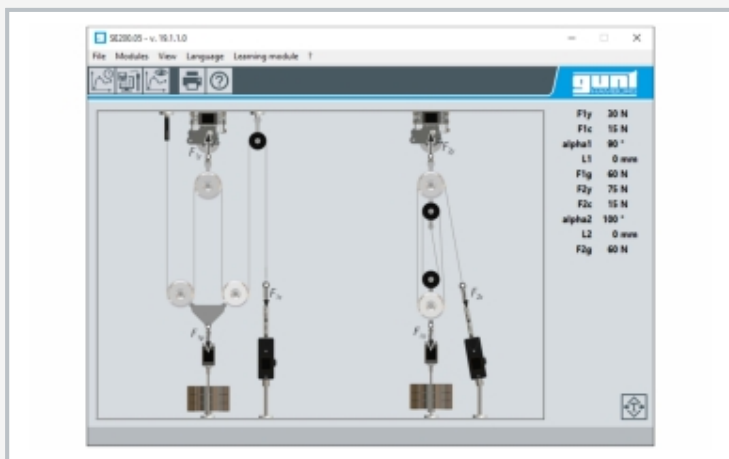 SE200.05 - v. 19.1.1.0
File Modules View Language Learning module ?
gunt
F1y 30 N
F1c 15 N
alpha1 90 °
L1 0 mm
F1g 60 N
F2y 75 N
F2c 15 N
alpha2 100 °
L2 0 mm
F2g 60 N